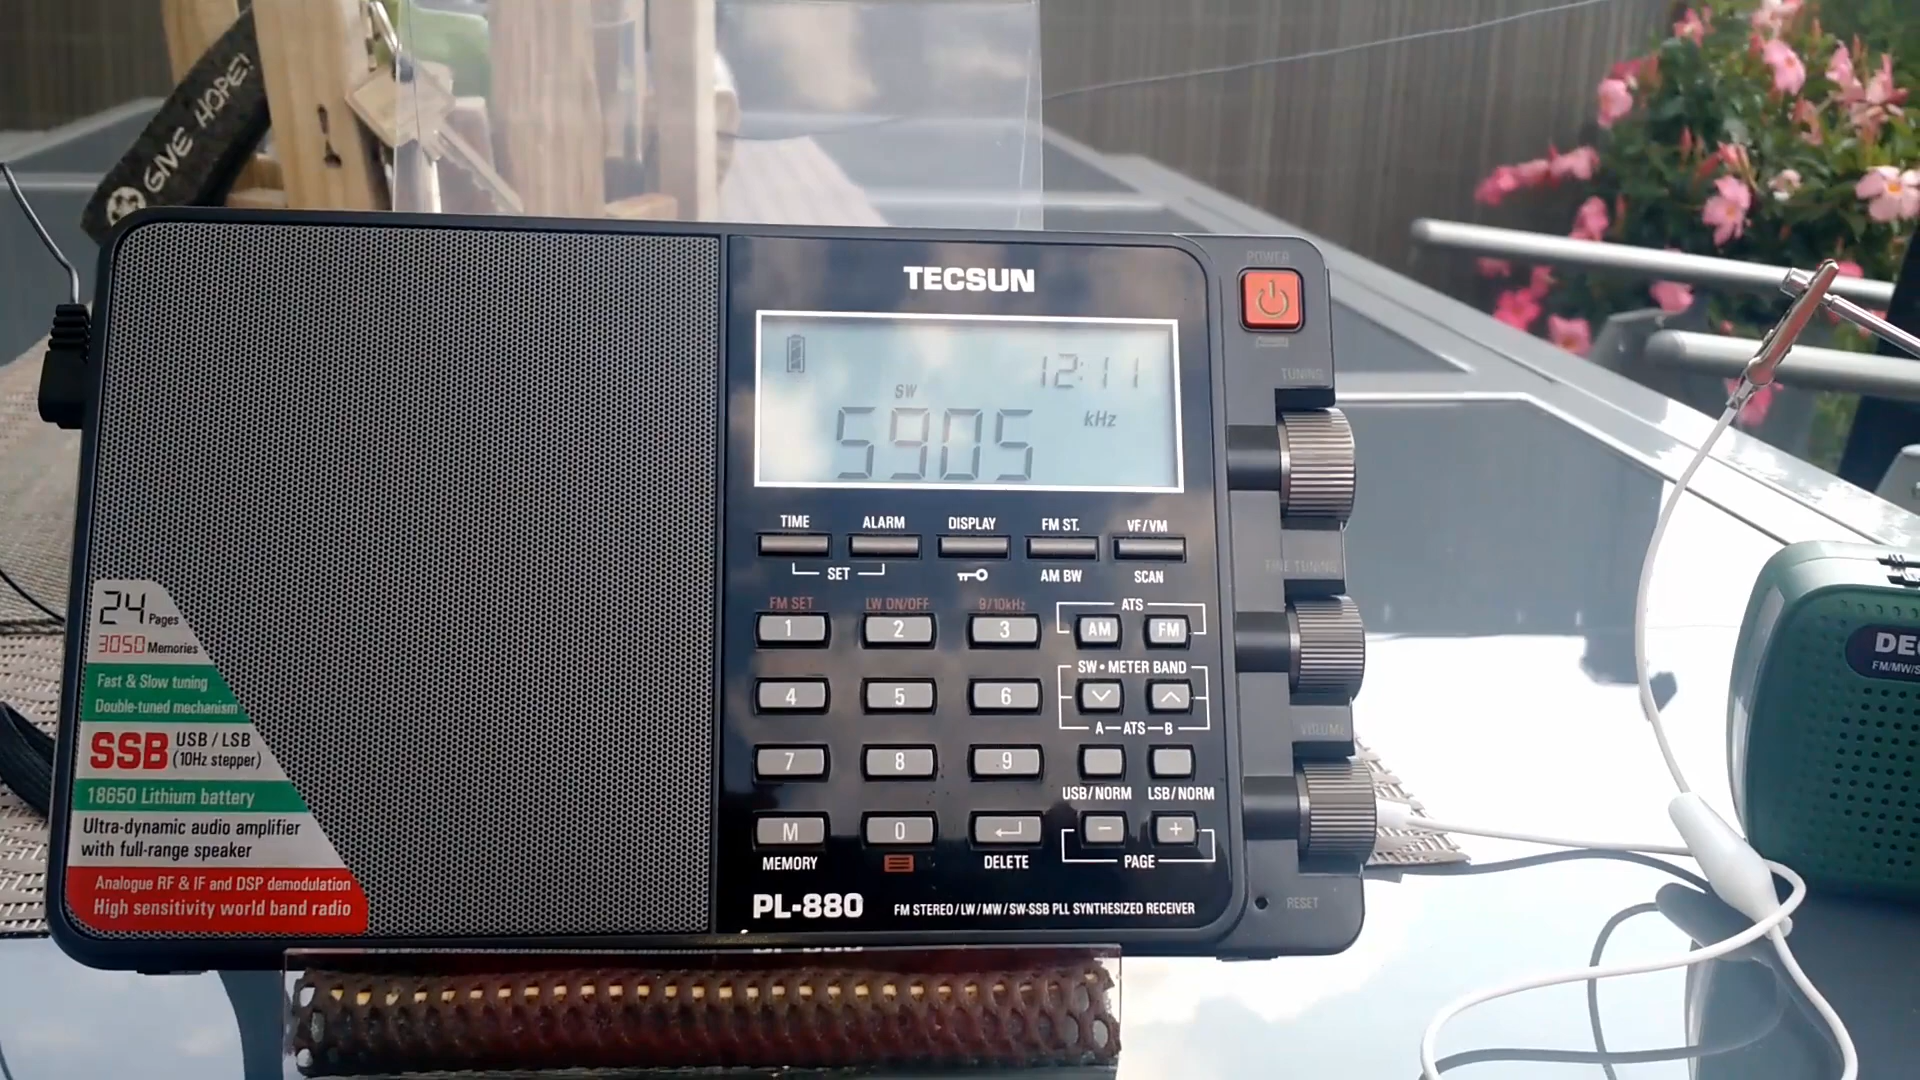 GIVE HOPE!
TECSUN
POWER
12:11
SW
5905 kHz
TUNING
TIME ALARM DISPLAY FM ST. VF/VM
SET AM BW SCAN
FINE TUNING
FM SET LW ON/OFF 9/10kHz ATS
1 2 3 AM FM
SW • METER BAND
4 5 6
A—ATS—B
VOLUME
7 8 9
USB/NORM LSB/NORM
M 0 - +
MEMORY DELETE PAGE
PL-880 FM STEREO/LW/MW/SW-SSB PLL SYNTHESIZED RECEIVER
RESET
24 Pages
3050 Memories
Fast & Slow tuning
Double-tuned mechanism
SSB USB / LSB
(10Hz stepper)
18650 Lithium battery
Ultra-dynamic audio amplifier
with full-range speaker
Analogue RF & IF and DSP demodulation
High sensitivity world band radio
DE
FM/MW/S